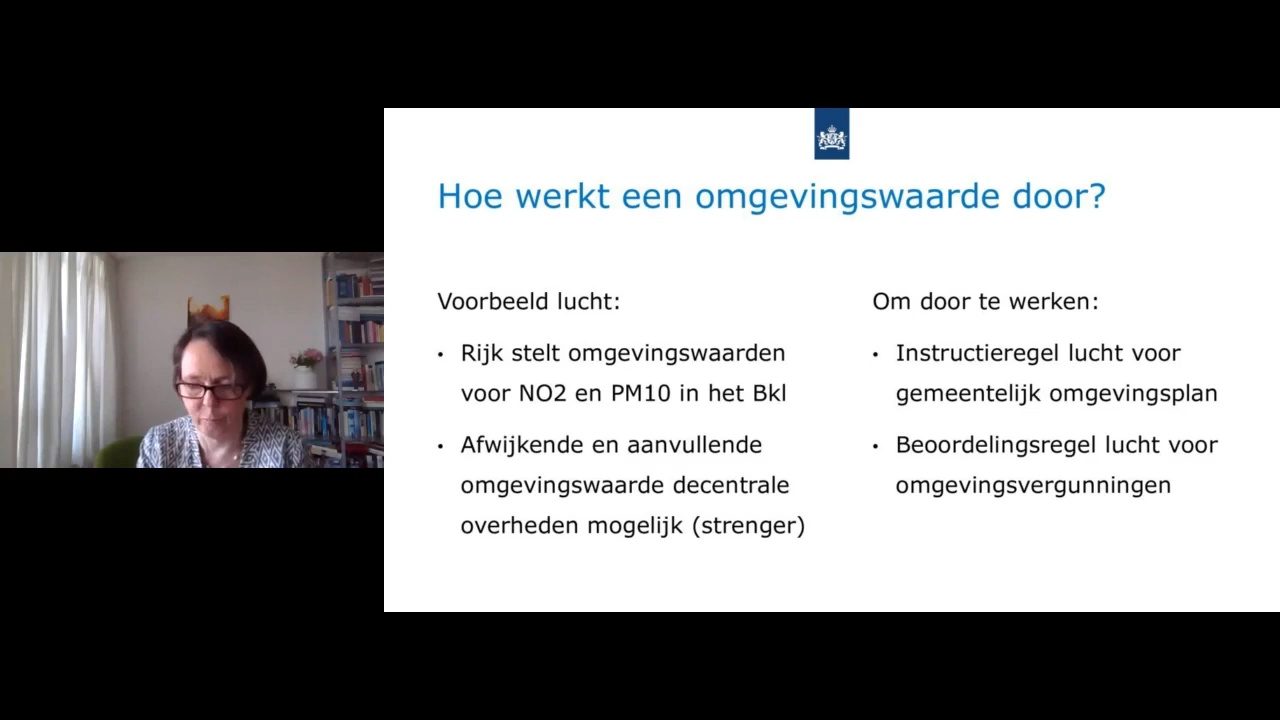 Hoe werkt een omgevingswaarde door?
Voorbeeld lucht:
• Rijk stelt omgevingswaarden
voor NO2 en PM10 in het Bkl
• Afwijkende en aanvullende
omgevingswaarde decentrale
overheden mogelijk (strenger)
Om door te werken:
• Instructieregel lucht voor
gemeentelijk omgevingsplan
• Beoordelingsregel lucht voor
omgevingsvergunningen